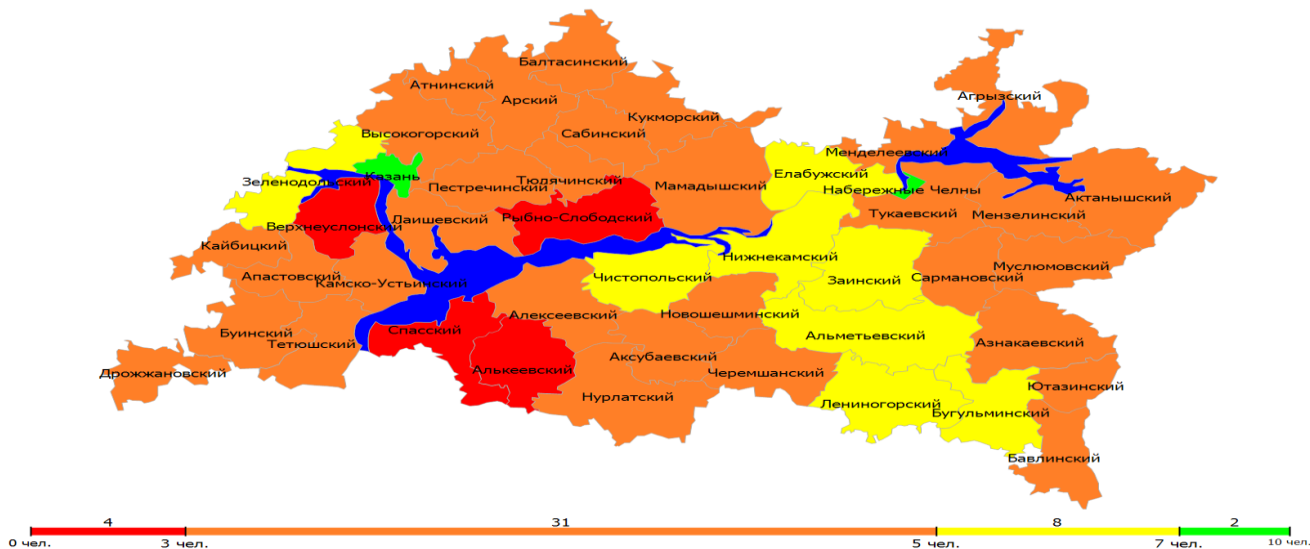 Балтасинский
Атнинский
Арский
Агрызский
Кукморский
Высокогорский
Сабинский
Менделеевский
Казань
Тюлячинский
Елабужский
Зеленодольский
Пестречинский
Мамадышский
Набережные Челны
Актанышский
Лаишевский
Рыбно-Слободский
Тукаевский
Мензелинский
Верхнеуслонский
Кайбицкий
Нижнекамский
Муслюмовский
Апастовский
Камско-Устьинский
Чистопольский
Заинский
Сармановский
Алексеевский
Новошешминский
Буинский
Спасский
Альметьевский
Тетюшский
Азнакаевский
Аксубаевский
Дрожжановский
Алькеевский
Черемшанский
Ютазинский
Нурлатский
Лениногорский
Бугульминский
Бавлинский
4 31 8 2
0 чел. 3 чел. 5 чел. 7 чел. 10 чел.